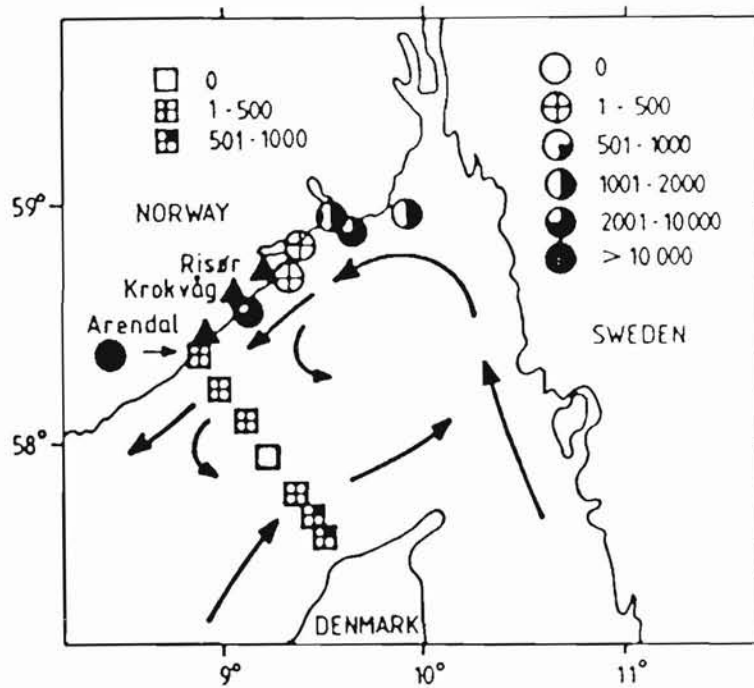 0
1 - 500
501 - 1000
0
1 - 500
501 - 1000
1001 - 2000
2001 - 10 000
> 10 000
59°
NORWAY
Risør
Krokvåg
Arendal
SWEDEN
58°
DENMARK
9°
10°
11°